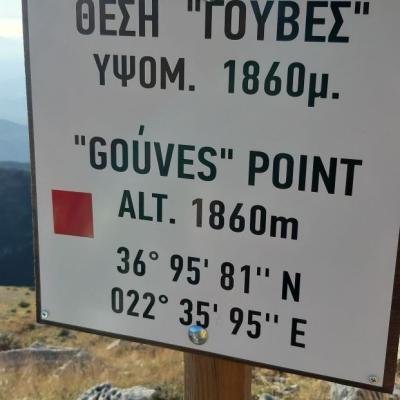 ΘΕΣΗ "ΓΟΥΒΕΣ"
ΥΨΟΜ. 1860μ.
"GOÚVES" POINT
ALT. 1860m
36° 95' 81'' N
022° 35' 95'' E